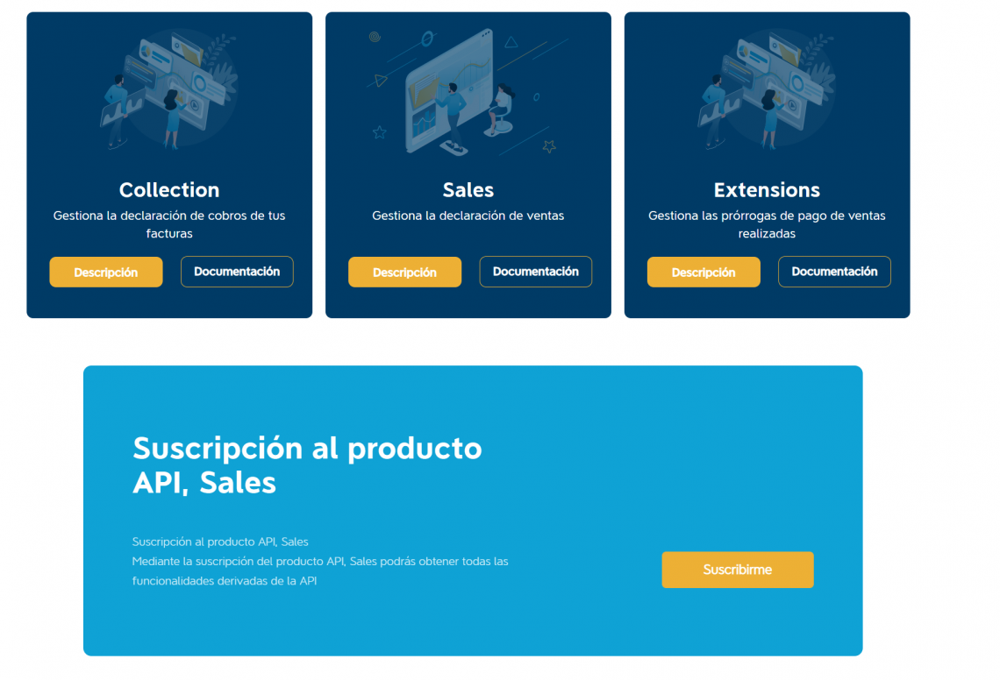 Collection
Gestiona la declaración de cobros de tus
facturas
Descripción
Documentación
Sales
Gestiona la declaración de ventas
Descripción
Documentación
Extensions
Gestiona las prórrogas de pago de ventas
realizadas
Descripción
Documentación
Suscripción al producto
API, Sales
Suscripción al producto API, Sales
Mediante la suscripción del producto API, Sales podrás obtener todas las
funcionalidades derivadas de la API
Suscribirme